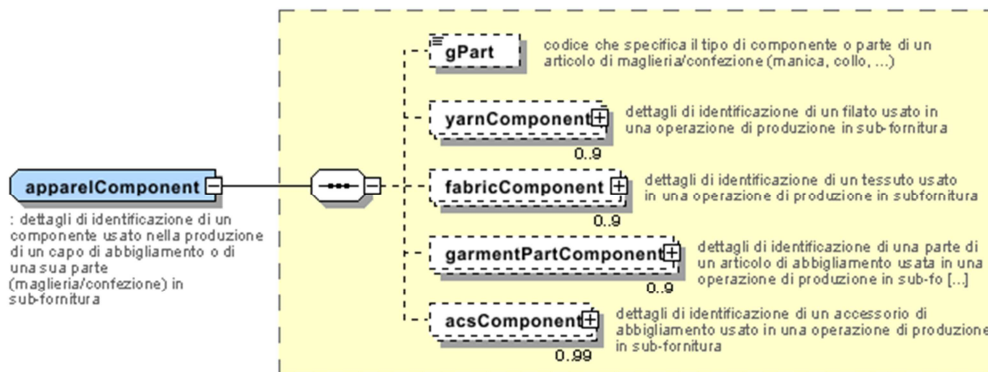 gPart
codice che specifica il tipo di componente o parte di un
articolo di maglieria/confezione (manica, collo, ...)
yarnComponent
dettagli di identificazione di un filato usato in
una operazione di produzione in sub-fornitura
0..9
apparelComponent
: dettagli di identificazione di un
componente usato nella produzione
di un capo di abbigliamento o di
una sua parte
(maglieria/confezione) in
sub-fornitura
fabricComponent
dettagli di identificazione di un tessuto usato
in una operazione di produzione in subfornitura
0..9
garmentPartComponent
dettagli di identificazione di una parte di
un articolo di abbigliamento usata in una
operazione di produzione in sub-fo [...]
0..9
acsComponent
dettagli di identificazione di un accessorio di
abbigliamento usato in una operazione di produzione
in sub-fornitura
0..99